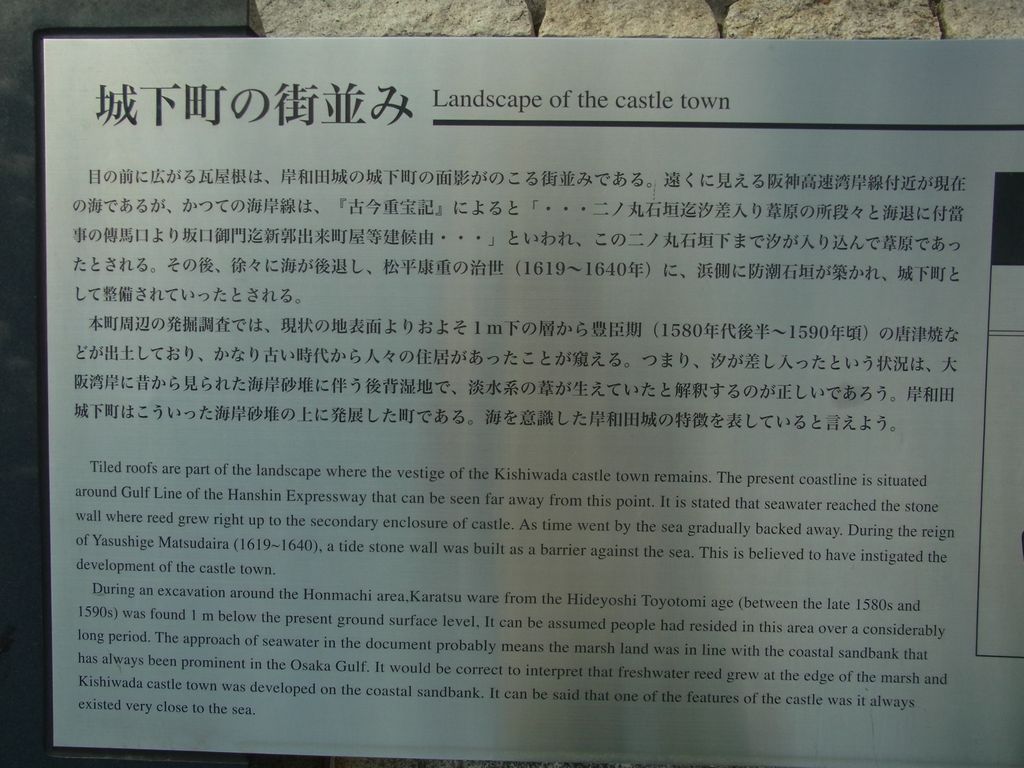 城下町の街並み Landscape of the castle town
目の前に広がる瓦屋根は、岸和田城の城下町の面影がのこる街並みである。遠くに見える阪神高速湾岸線付近が現在
の海であるが、かつての海岸線は、『古今重宝記』によると「・・・二ノ丸石垣迄汐差入り葦原の所段々と海退に付當
事の傳馬口より坂口御門迄新郭出来町屋等建候由・・・」といわれ、この二ノ丸石垣下まで汐が入り込んで葦原であっ
たとされる。その後、徐々に海が後退し、松平康重の治世（1619〜1640年）に、浜側に防潮石垣が築かれ、城下町と
して整備されていったとされる。
本町周辺の発掘調査では、現状の地表面よりおよそ１ｍ下の層から豊臣期（1580年代後半〜1590年頃）の唐津焼な
どが出土しており、かなり古い時代から人々の住居があったことが窺える。つまり、汐が差し入ったという状況は、大
阪湾岸に昔から見られた海岸砂堆に伴う後背湿地で、淡水系の葦が生えていたと解釈するのが正しいであろう。岸和田
城下町はこういった海岸砂堆の上に発展した町である。海を意識した岸和田城の特徴を表していると言えよう。
Tiled roofs are part of the landscape where the vestige of the Kishiwada castle town remains. The present coastline is situated
around Gulf Line of the Hanshin Expressway that can be seen far away from this point. It is stated that seawater reached the stone
wall where reed grew right up to the secondary enclosure of castle. As time went by the sea gradually backed away. During the reign
of Yasushige Matsudaira (1619~1640), a tide stone wall was built as a barrier against the sea. This is believed to have instigated the
development of the castle town.
During an excavation around the Honmachi area,Karatsu ware from the Hideyoshi Toyotomi age (between the late 1580s and
1590s) was found 1 m below the present ground surface level. It can be assumed people had resided in this area over a considerably
long period. The approach of seawater in the document probably means the marsh land was in line with the coastal sandbank that
has always been prominent in the Osaka Gulf. It would be correct to interpret that freshwater reed grew at the edge of the marsh and
Kishiwada castle town was developed on the coastal sandbank. It can be said that one of the features of the castle was it always
existed very close to the sea.